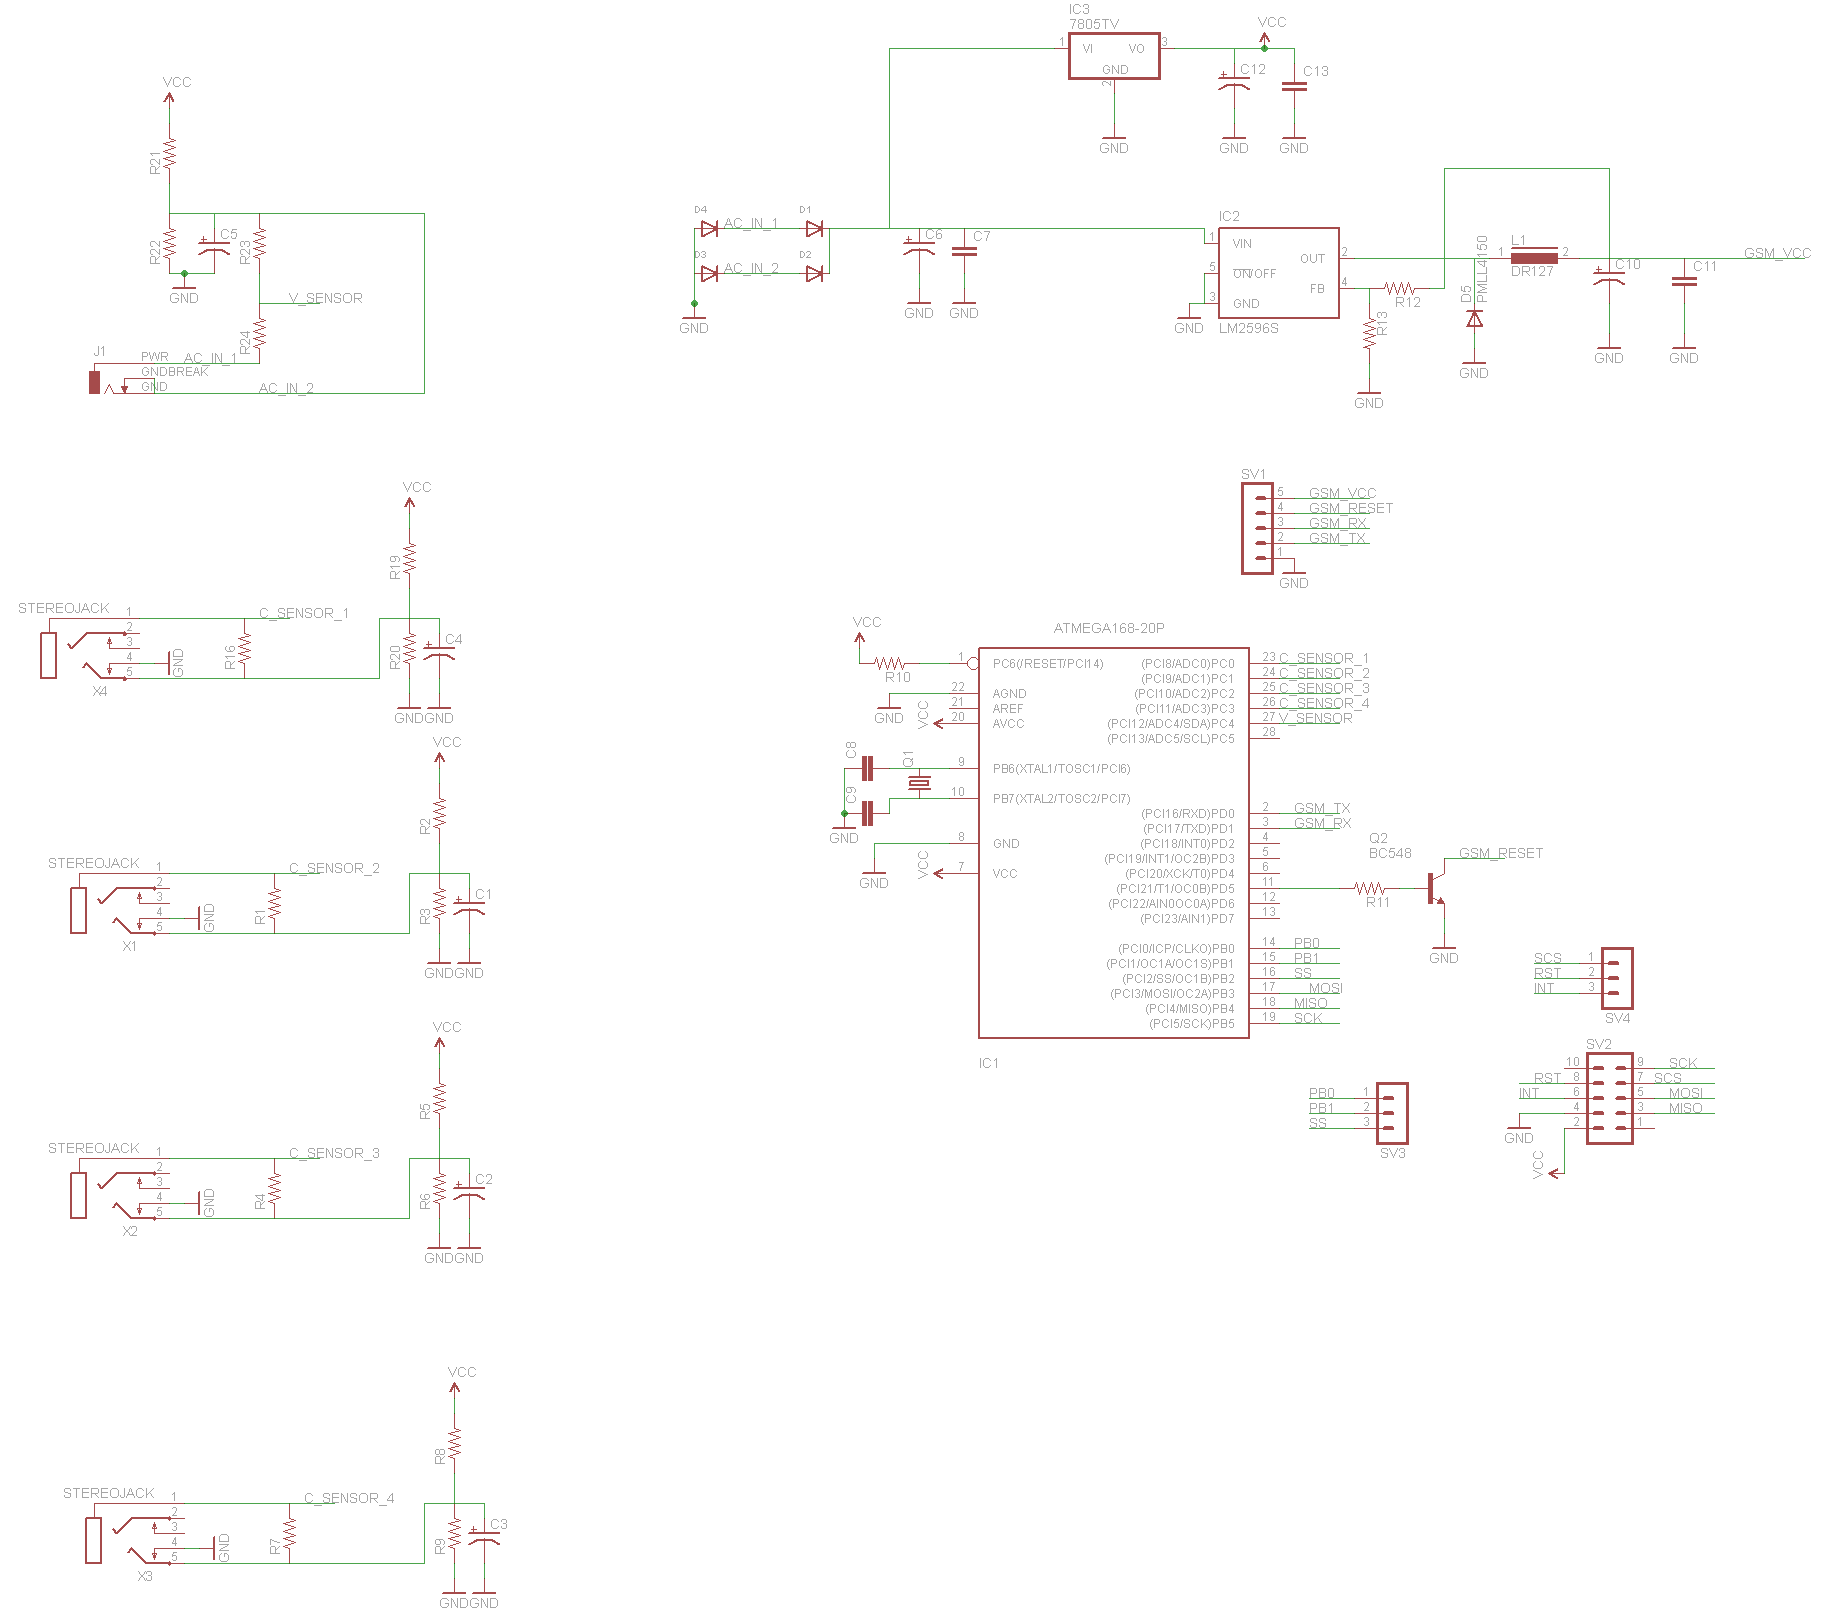 IC3
7805TV
1 VI VO 3
GND
2
VCC
C12
C13
GND
GND
GND
VCC
R21
R22
C5
R23
GND
V_SENSOR
R24
J1
PWR
AC_IN_1
GNDBREAK
GND
AC_IN_2
D4
AC_IN_1
D1
D3
AC_IN_2
D2
GND
C6
C7
GND
GND
IC2
1 VIN
5 ON/OFF
3 GND
OUT 2
FB 4
LM2596S
GND
R12
R13
GND
D5
PMLL4150
GND
1 L1 2
DR127
C10
GND
C11
GND
GSM_VCC
SV1
5 GSM_VCC
4 GSM_RESET
3 GSM_RX
2 GSM_TX
1
GND
VCC
R19
STEREOJACK
1
2
3
4
5
X4
GND
C_SENSOR_1
R16
R20
C4
GND
GND
VCC
R2
STEREOJACK
1
2
3
4
5
X1
GND
C_SENSOR_2
R1
R3
C1
GND
GND
VCC
R5
STEREOJACK
1
2
3
4
5
X2
GND
C_SENSOR_3
R4
R6
C2
GND
GND
VCC
R8
STEREOJACK
1
2
3
4
5
X3
GND
C_SENSOR_4
R7
R9
C3
GND
GND
ATMEGA168-20P
VCC
R10
1 PC6(/RESET/PCI14)
22 AGND
21 AREF
20 AVCC
GND
VCC
C8
Q1
C9
GND
9 PB6(XTAL1/TOSC1/PCI6)
10 PB7(XTAL2/TOSC2/PCI7)
8 GND
7 VCC
GND
VCC
(PCI8/ADC0)PC0 23 C_SENSOR_1
(PCI9/ADC1)PC1 24 C_SENSOR_2
(PCI10/ADC2)PC2 25 C_SENSOR_3
(PCI11/ADC3)PC3 26 C_SENSOR_4
(PCI12/ADC4/SDA)PC4 27 V_SENSOR
(PCI13/ADC5/SCL)PC5 28
(PCI16/RXD)PD0 2 GSM_TX
(PCI17/TXD)PD1 3 GSM_RX
(PCI18/INT0)PD2 4
(PCI19/INT1/OC2B)PD3 5
(PCI20/XCK/T0)PD4 6
(PCI21/T1/OC0B)PD5 11
(PCI22/AIN0OC0A)PD6 12
(PCI23/AIN1)PD7 13
(PCI0/ICP/CLKO)PB0 14 PB0
(PCI1/OC1A/OC1S)PB1 15 PB1
(PCI2/SS/OC1B)PB2 16 SS
(PCI3/MOSI/OC2A)PB3 17 MOSI
(PCI4/MISO)PB4 18 MISO
(PCI5/SCK)PB5 19 SCK
IC1
R11
Q2
BC548
GSM_RESET
GND
SCS 1
RST 2
INT 3
SV4
SV2
10 9 SCK
RST 8 7 SCS
INT 6 5 MOSI
4 3 MISO
2 1
GND
VCC
PB0 1
PB1 2
SS 3
SV3